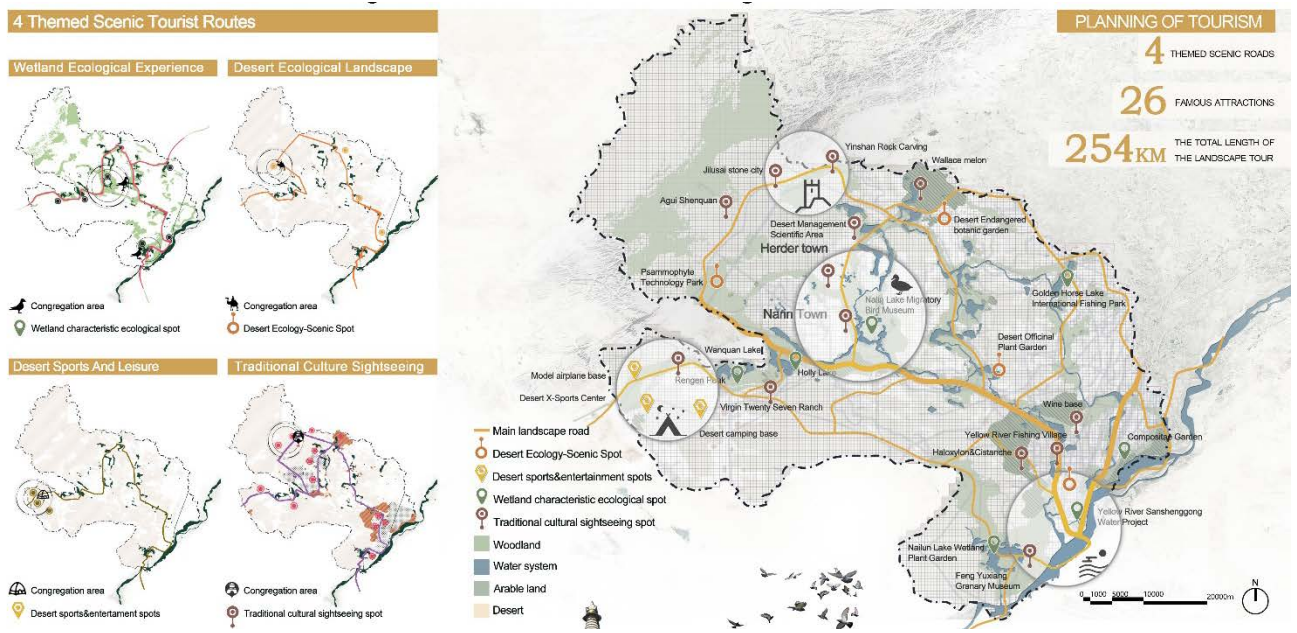 4 Themed Scenic Tourist Routes
Wetland Ecological Experience
Desert Ecological Landscape
Congregation area
Wetland characteristic ecological spot
Congregation area
Desert Ecology-Scenic Spot
Desert Sports And Leisure
Traditional Culture Sightseeing
Congregation area
Desert sports&entertament spots
Congregation area
Traditional cultural sightseeing spot
PLANNING OF TOURISM
4 THEMED SCENIC ROADS
26 FAMOUS ATTRACTIONS
254KM THE TOTAL LENGTH OF
THE LANDSCAPE TOUR
Yinshan Rock Carving
Wallace melon
Jilusai stone city
Agui Shenquan
Desert Management
Scientific Area
Desert Endangered
botanic garden
Herder town
Psammophyte
Technology Park
Nalin Town
Nailu Lake Migratory
Bird Museum
Golden Horse Lake
International Fishing Park
Desert Officinal
Plant Garden
Wanquan Lake
Holly Lake
Model airplane base
Rengen Peak
Desert X-Sports Center
Virgin Twenty Seven Ranch
Desert camping base
Wine base
Yellow River Fishing Village
Haloxylon&Cistanche
Compositae Garden
Yellow River Sanshenggong
Water Project
Nailun Lake Wetland
Plant Garden
Feng Yuxiang
Granary Museum
Main landscape road
Desert Ecology-Scenic Spot
Desert sports&entertainment spots
Wetland characteristic ecological spot
Traditional cultural sightseeing spot
Woodland
Water system
Arable land
Desert
0 1000 5000 10000 20000m
N